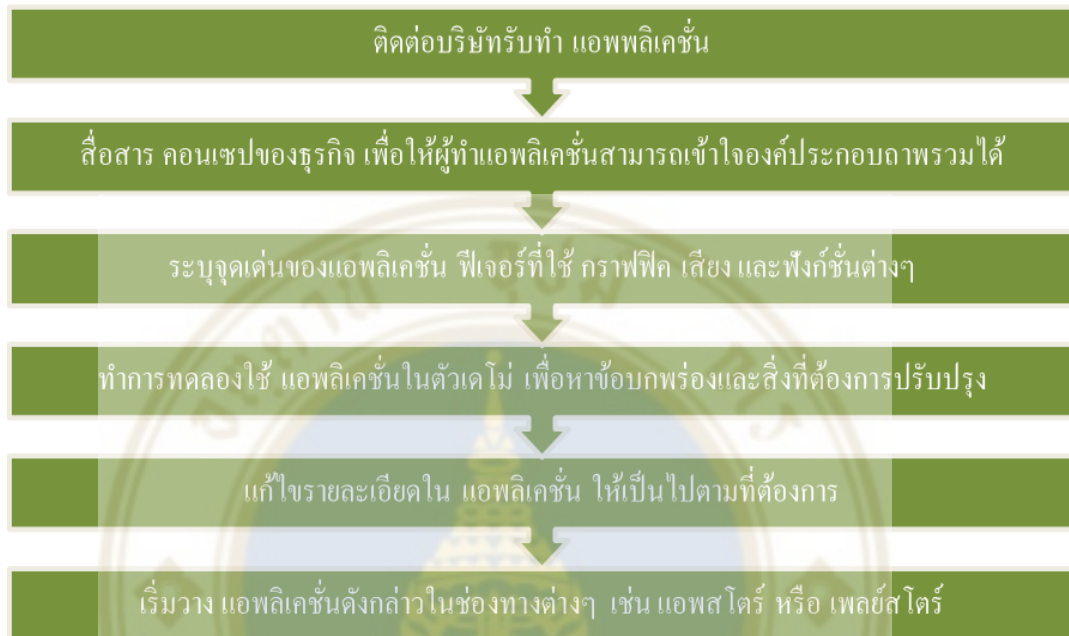 ติดต่อบริษัทรับทำ แอพพลิเคชั่น
สื่อสาร คอนเซปของธุรกิจ เพื่อให้ผู้ทำแอพลิเคชั่นสามารถเข้าใจองค์ประกอบถาพรวมได้
ระบุจุดเด่นของแอพลิเคชั่น ฟีเจอร์ที่ใช้ กราฟฟิค เสียง และฟังก์ชั่นต่างๆ
ทำการทดลองใช้ แอพลิเคชั่นในตัวเดโม่ เพื่อหาข้อบกพร่องและสิ่งที่ต้องการปรับปรุง
แก้ไขรายละเอียดใน แอพลิเคชั่น ให้เป็นไปตามที่ต้องการ
เริ่มวาง แอพลิเคชั่นดังกล่าวในช่องทางต่างๆ เช่น แอพสโตร์ หรือ เพลย์สโตร์